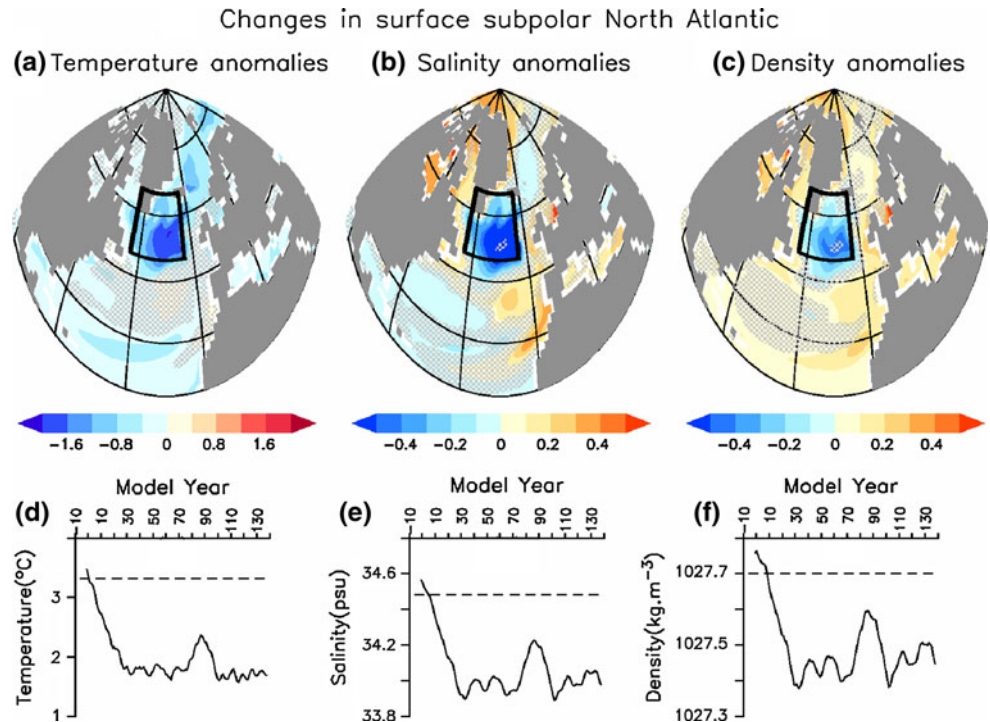 Changes in surface subpolar North Atlantic
(a) Temperature anomalies
(b) Salinity anomalies
(c) Density anomalies
−1.6 −0.8 0 0.8 1.6
−0.4 −0.2 0 0.2 0.4
−0.4 −0.2 0 0.2 0.4
(d) Model Year
10 10 30 50 70 90 110 130
Temperature(°C)
3
2
1
(e) Model Year
10 10 30 50 70 90 110 130
Salinity(psu)
34.6
34.2
33.8
(f) Model Year
10 10 30 50 70 90 110 130
Density(kg.m−3)
1027.7
1027.5
1027.3